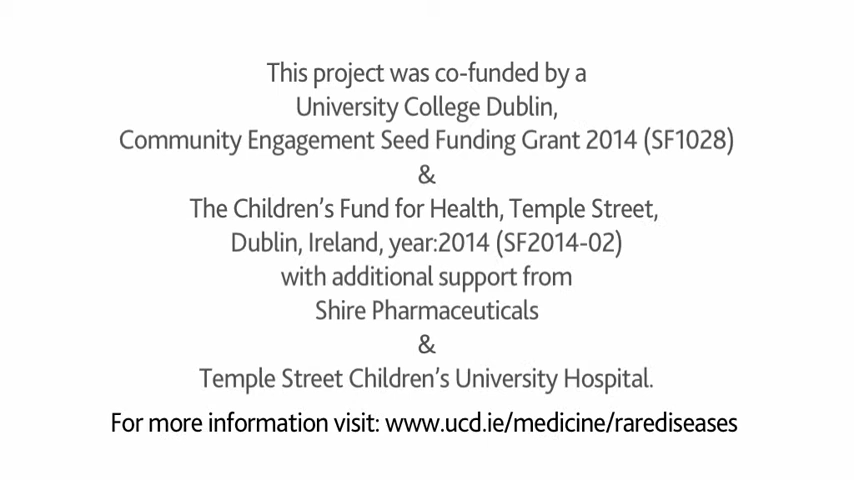 This project was co-funded by a
University College Dublin,
Community Engagement Seed Funding Grant 2014 (SF1028)
&
The Children's Fund for Health, Temple Street,
Dublin, Ireland, year:2014 (SF2014-02)
with additional support from
Shire Pharmaceuticals
&
Temple Street Children's University Hospital.
For more information visit: www.ucd.ie/medicine/rarediseases